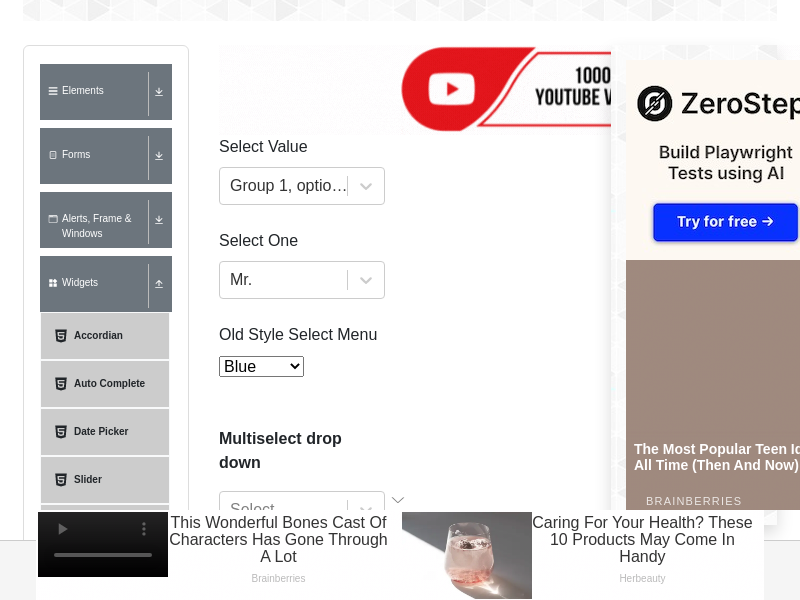 Elements
Forms
Alerts, Frame &
Windows
Widgets
Accordian
Auto Complete
Date Picker
Slider
1000
YOUTUBE
Select Value
Group 1, optio...
Select One
Mr.
Old Style Select Menu
Blue
Multiselect drop
down
Select
ZeroStep
Build Playwright
Tests using AI
Try for free →
The Most Popular Teen
All Time (Then And Now)
BRAINBERRIES
This Wonderful Bones Cast Of
Characters Has Gone Through
A Lot
Brainberries
Caring For Your Health? These
10 Products May Come In
Handy
Herbeauty